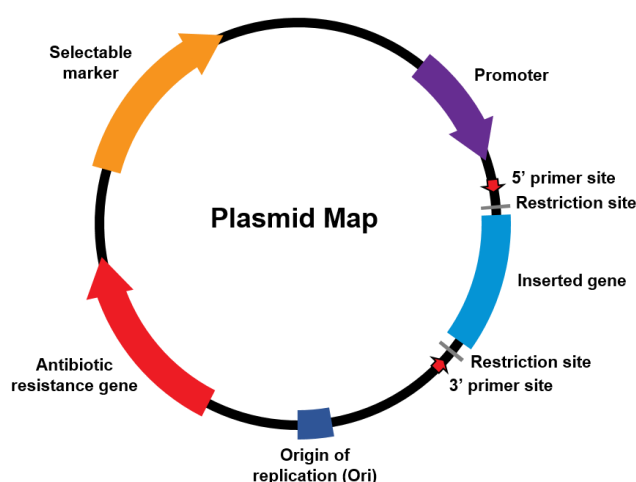 Selectable
marker
Promoter
5’ primer site
Restriction site
Plasmid Map
Inserted gene
Restriction site
3’ primer site
Antibiotic
resistance gene
Origin of
replication (Ori)